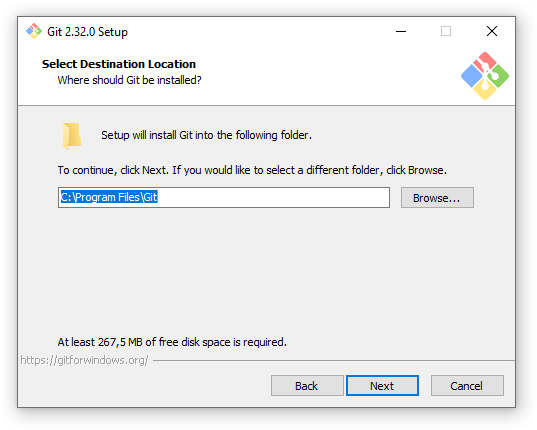 Git 2.32.0 Setup
Select Destination Location
Where should Git be installed?
Setup will install Git into the following folder.
To continue, click Next. If you would like to select a different folder, click Browse.
C:\Program Files\Git
Browse...
At least 267,5 MB of free disk space is required.
https://gitforwindows.org/
Back
Next
Cancel